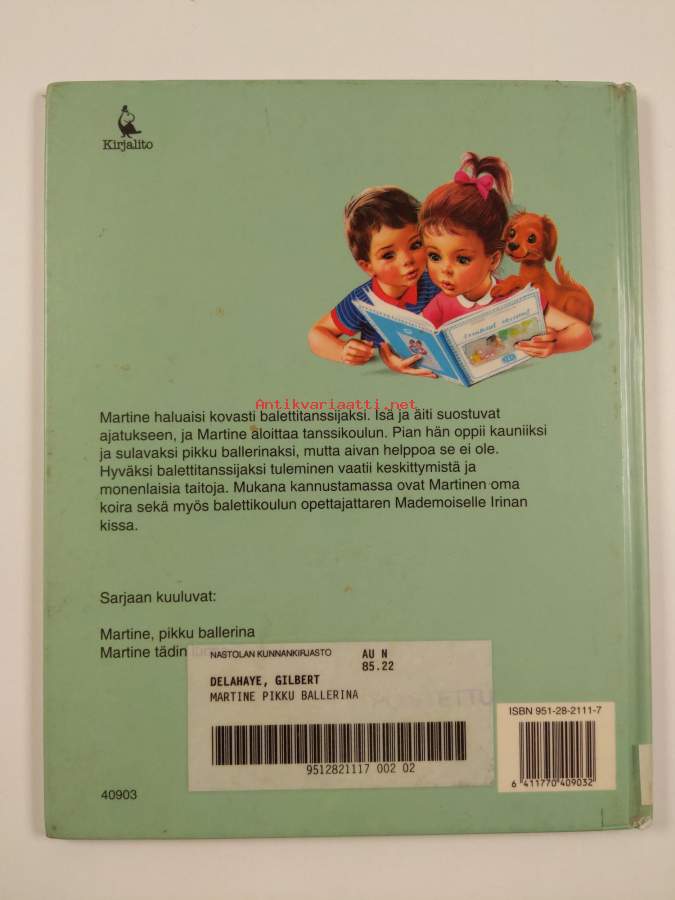 Kirjalito
Antikvariaatti.net
Martine haluaisi kovasti balettitanssijaksi. Isä ja äiti suostuvat
ajatukseen, ja Martine aloittaa tanssikoulun. Pian hän oppii kauniiksi
ja sulavaksi pikku ballerinaksi, mutta aivan helppoa se ei ole.
Hyväksi balettitanssijaksi tuleminen vaatii keskittymistä ja
monenlaisia taitoja. Mukana kannustamassa ovat Martinen oma
koira sekä myös balettikoulun opettajattaren Mademoiselle Irinan
kissa.
Sarjaan kuuluvat:
Martine, pikku ballerina
Martine tädin
NASTOLAN KUNNANKIRJASTO
AU N
85.22
DELAHAYE, GILBERT
MARTINE PIKKU BALLERINA
9512821117 002 02
ISBN 951-28-2111-7
6 411770 409032
40903